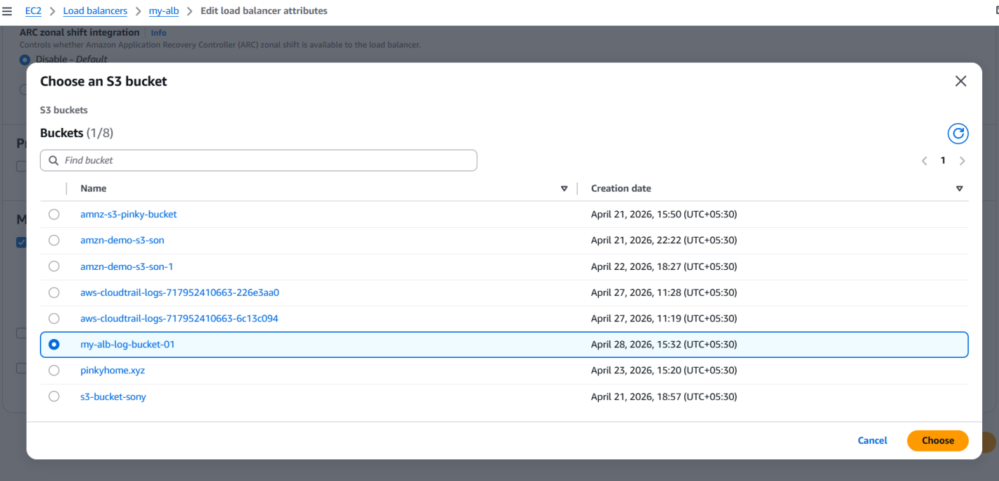 EC2 > Load balancers > my-alb > Edit load balancer attributes
ARC zonal shift integration | Info
Controls whether Amazon Application Recovery Controller (ARC) zonal shift is available to the load balancer.
Disable - Default
Choose an S3 bucket
S3 buckets
Buckets (1/8)
Find bucket
1
Name Creation date
amnz-s3-pinky-bucket April 21, 2026, 15:50 (UTC+05:30)
amzn-demo-s3-son April 21, 2026, 22:22 (UTC+05:30)
amzn-demo-s3-son-1 April 22, 2026, 18:27 (UTC+05:30)
aws-cloudtrail-logs-717952410663-226e3aa0 April 27, 2026, 11:28 (UTC+05:30)
aws-cloudtrail-logs-717952410663-6c13c094 April 27, 2026, 11:19 (UTC+05:30)
my-alb-log-bucket-01 April 28, 2026, 15:32 (UTC+05:30)
pinkyhome.xyz April 23, 2026, 15:20 (UTC+05:30)
s3-bucket-sony April 21, 2026, 18:57 (UTC+05:30)
Cancel Choose